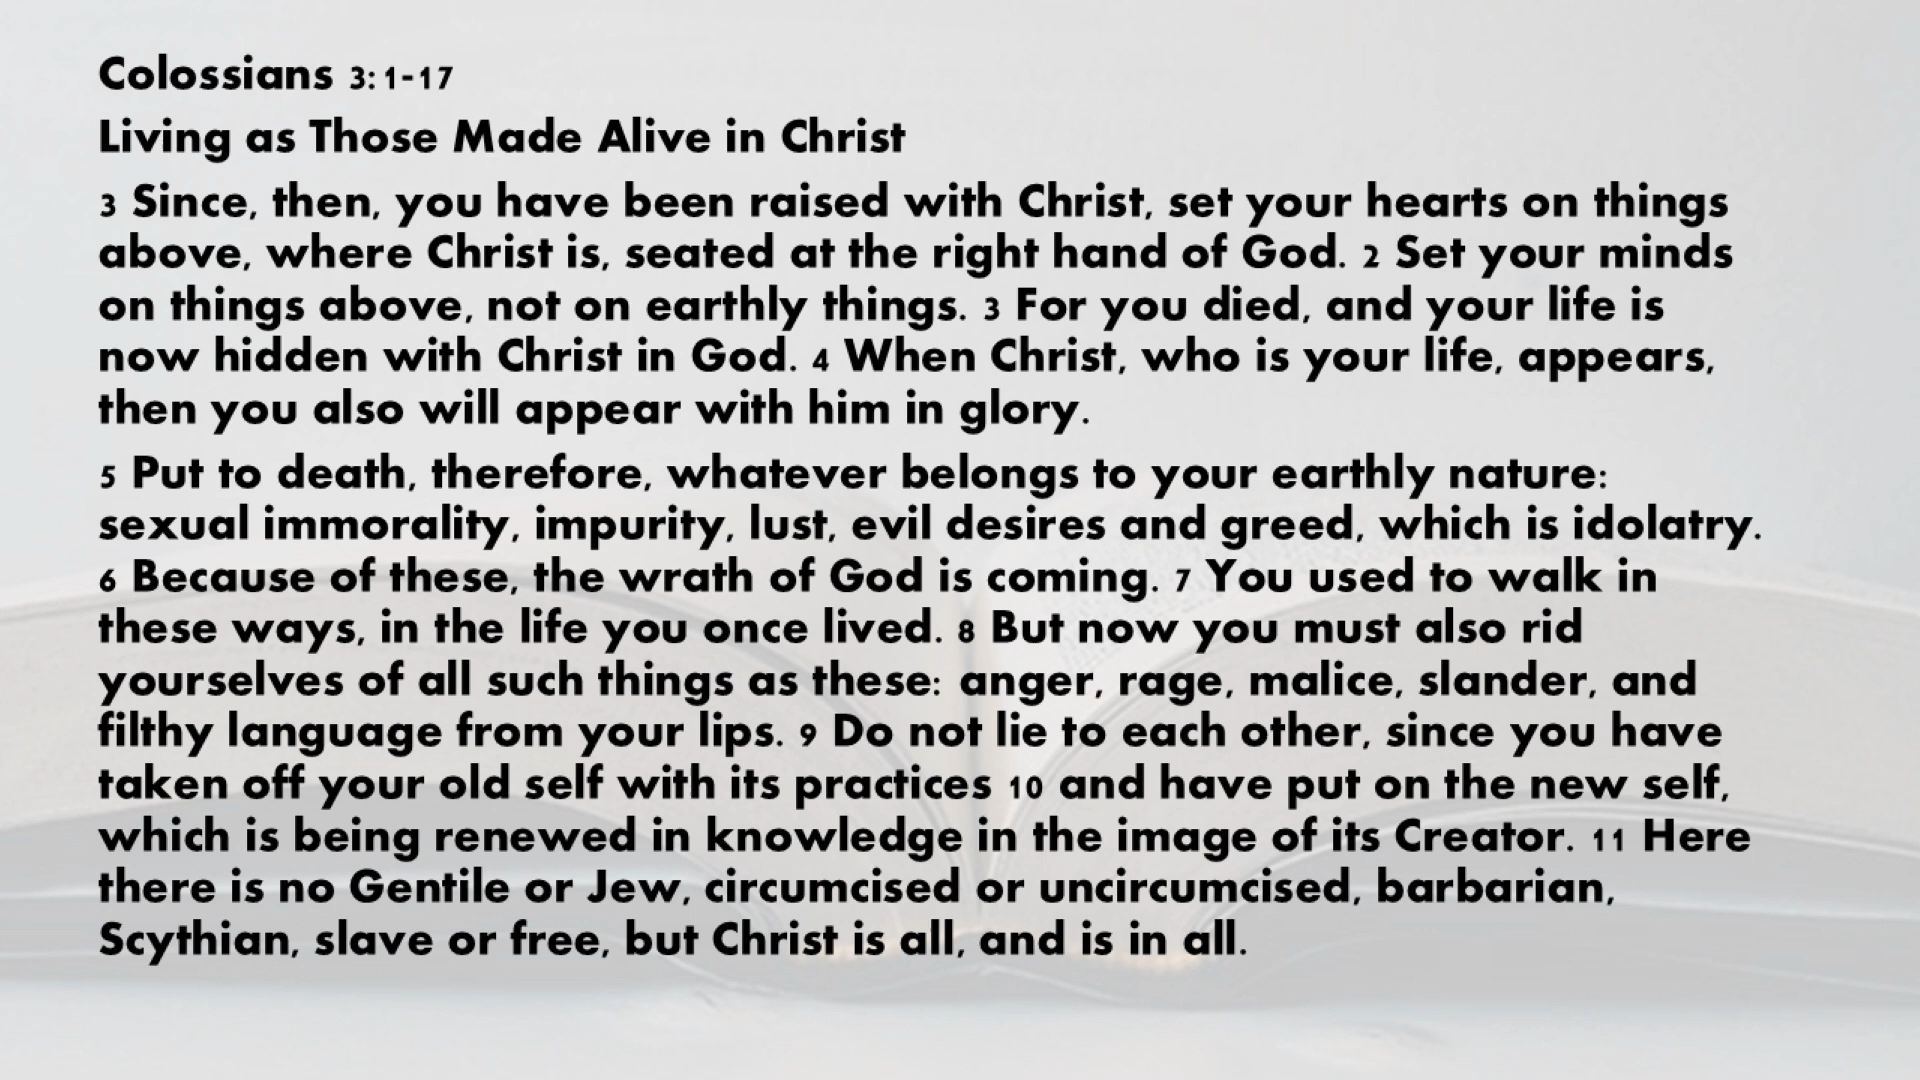 Colossians 3:1-17
Living as Those Made Alive in Christ
3 Since, then, you have been raised with Christ, set your hearts on things
above, where Christ is, seated at the right hand of God. 2 Set your minds
on things above, not on earthly things. 3 For you died, and your life is
now hidden with Christ in God. 4 When Christ, who is your life, appears,
then you also will appear with him in glory.
5 Put to death, therefore, whatever belongs to your earthly nature:
sexual immorality, impurity, lust, evil desires and greed, which is idolatry.
6 Because of these, the wrath of God is coming. 7 You used to walk in
these ways, in the life you once lived. 8 But now you must also rid
yourselves of all such things as these: anger, rage, malice, slander, and
filthy language from your lips. 9 Do not lie to each other, since you have
taken off your old self with its practices 10 and have put on the new self,
which is being renewed in knowledge in the image of its Creator. 11 Here
there is no Gentile or Jew, circumcised or uncircumcised, barbarian,
Scythian, slave or free, but Christ is all, and is in all.